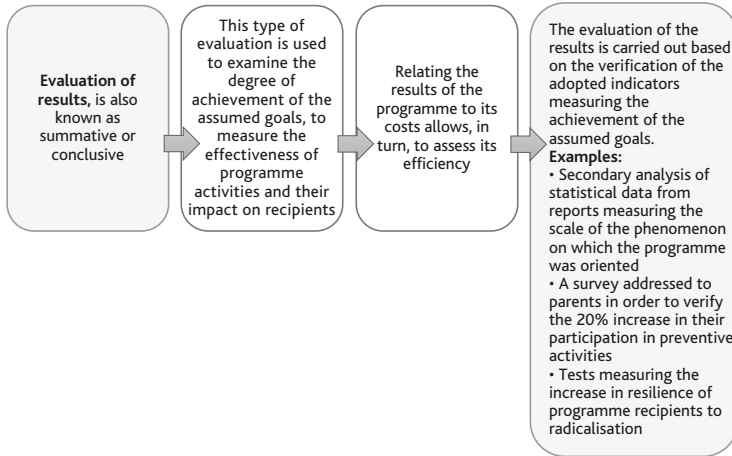 Evaluation of
results, is also
known as
summative or
conclusive
This type of
evaluation is used
to examine the
degree of
achievement of the
assumed goals, to
measure the
effectiveness of
programme
activities and their
impact on recipients
Relating the
results of the
programme to its
costs allows, in
turn, to assess its
efficiency
The evaluation of the
results is carried out based
on the verification of the
adopted indicators
measuring the
achievement of the
assumed goals.
Examples:
• Secondary analysis of
statistical data from
reports measuring the
scale of the phenomenon
on which the programme
was oriented
• A survey addressed to
parents in order to verify
the 20% increase in their
participation in preventive
activities
• Tests measuring the
increase in resilience of
programme recipients to
radicalisation